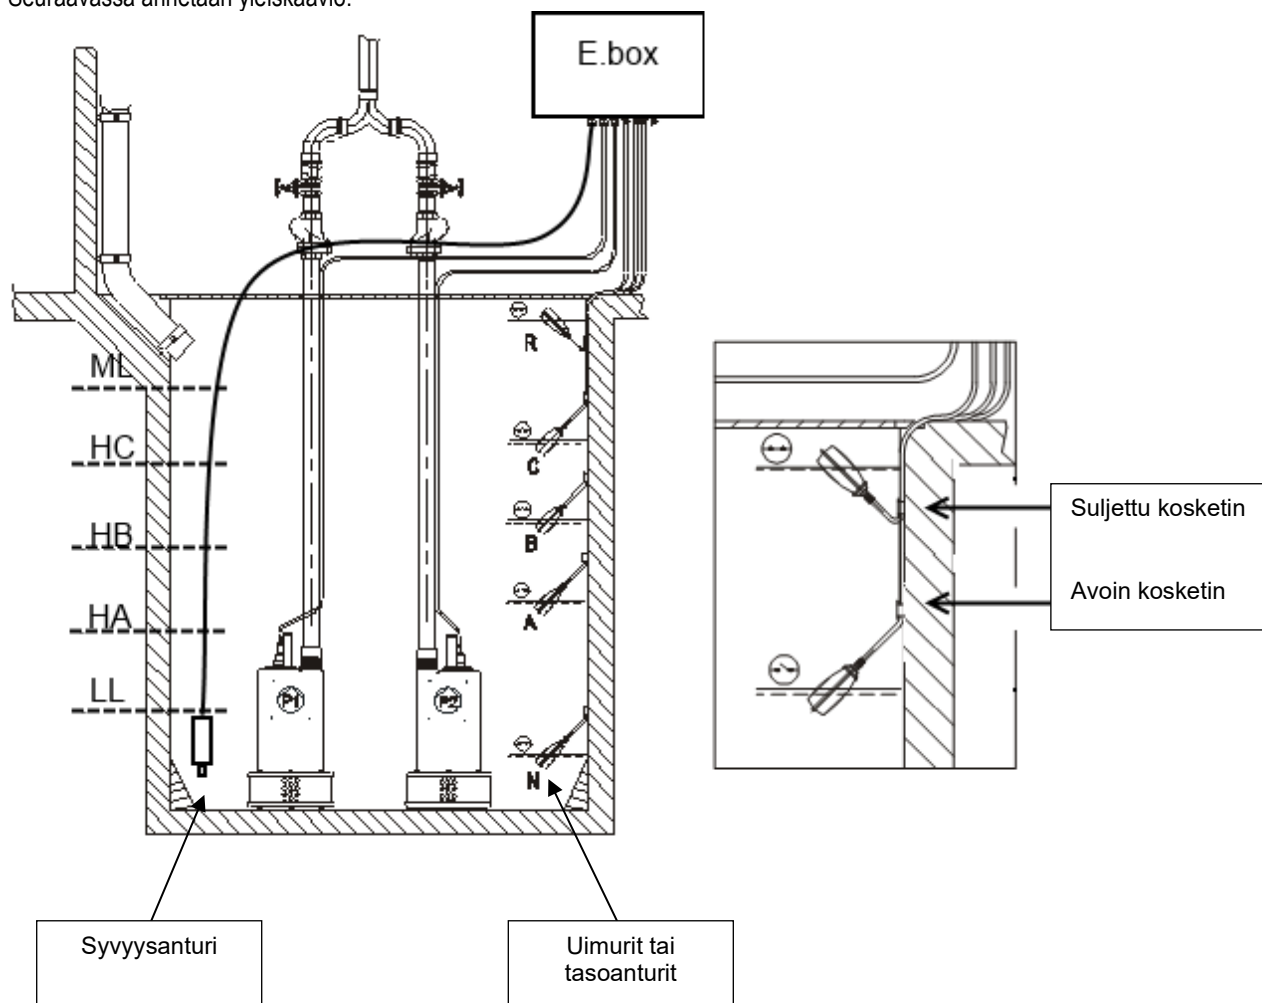 Seuraavassa annetaan yleiskaavio:
E.box
ML
HC
HB
HA
LL
R
C
B
A
N
P1
P2
Suljettu kosketin
Avoin kosketin
Syvyysanturi
Uimurit tai
tasoanturit